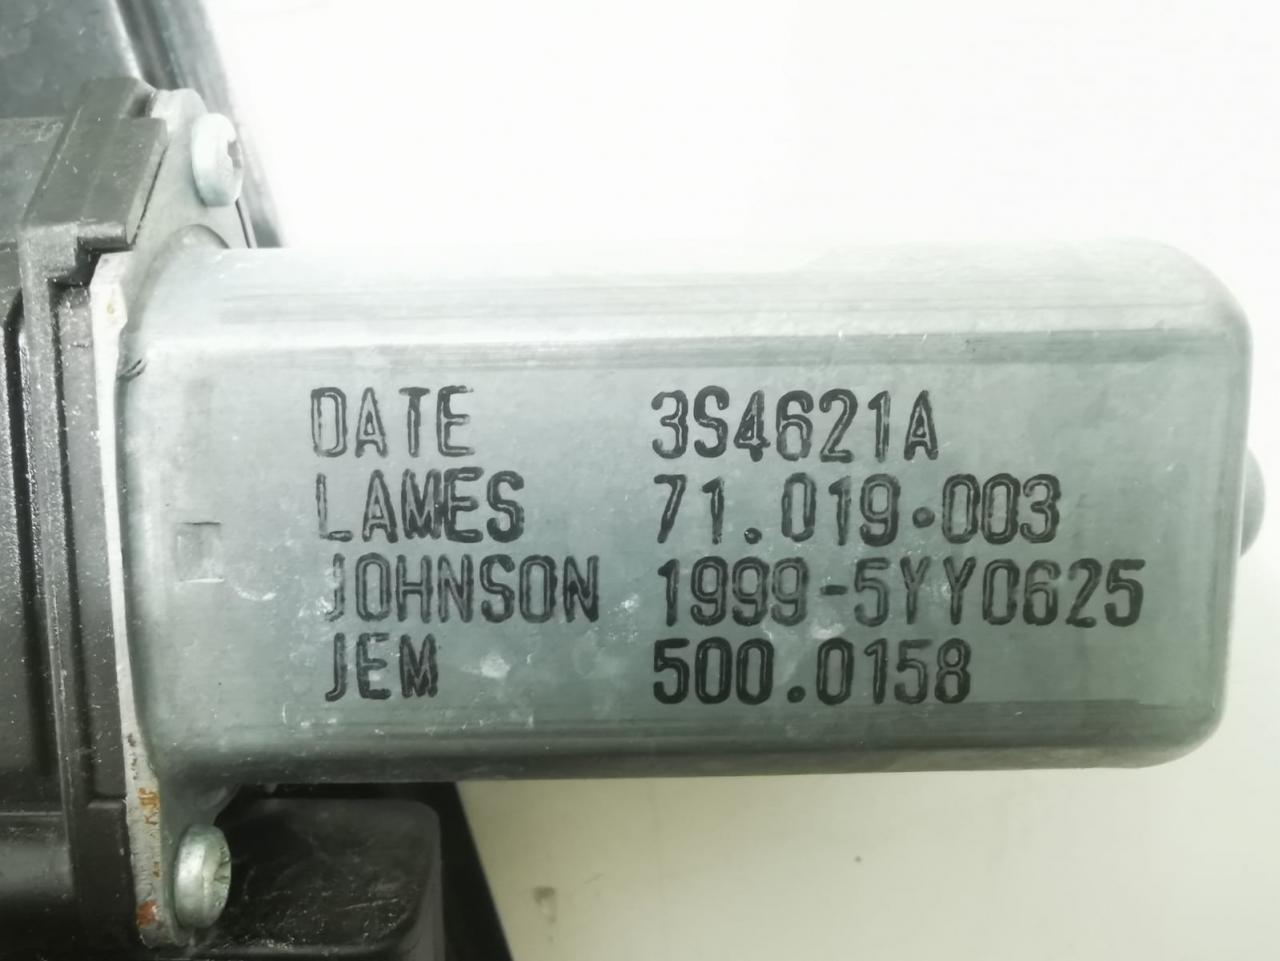 DATE 3S4621A
LAMES 71.019.003
JOHNSON 1999-5YY0625
JEM 500.0158